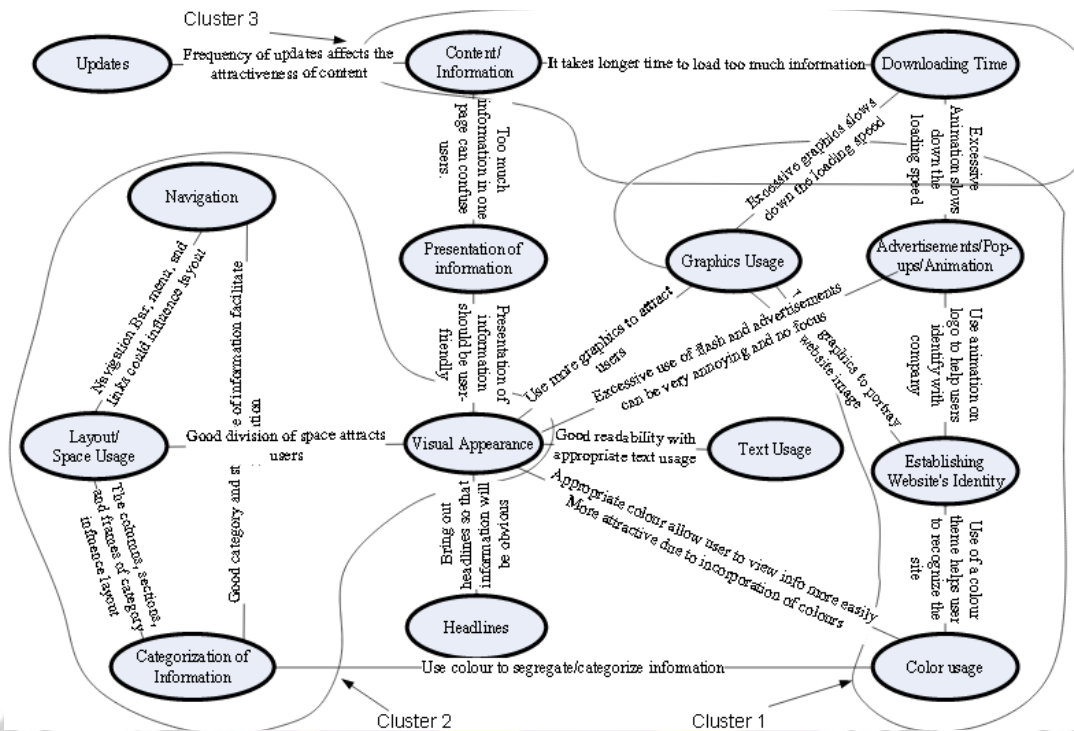 Cluster 3
Updates
Frequency of updates affects the
attractiveness of content
Content/
Information
It takes longer time to load too much information
Downloading Time
Too much
information in one
page can confuse
users.
Excessive graphics slows
down the loading speed
Excessive
Animation slows
down the
loading speed
Navigation
Presentation of
information
Graphics Usage
Advertisements/Pop-
ups/Animation
Navigation Bar, menu, and
links could influence layout
e of information facilitate
tion
Good category and st
Presentation of
information
should be user-
friendly
Use more graphics to attract
users
Excessive use of flash and advertisements
can be very annoying and no focus
graphics to portray
website image
Use animation on
logo to help users
identify with
company
Layout/
Space Usage
Good division of space attracts
users
Visual Appearance
Good readability with
appropriate text usage
Text Usage
Establishing
Website's Identity
The columns, sections,
and frames of category
influence layout
Bring out
headlines so that
information will
be obvious
Appropriate colour allow user to view info more easily
More attractive due to incorporation of colours
Use of a colour
theme helps user
to recognize the
site
Headlines
Categorization of
Information
Use colour to segregate/categorize information
Color usage
Cluster 2
Cluster 1